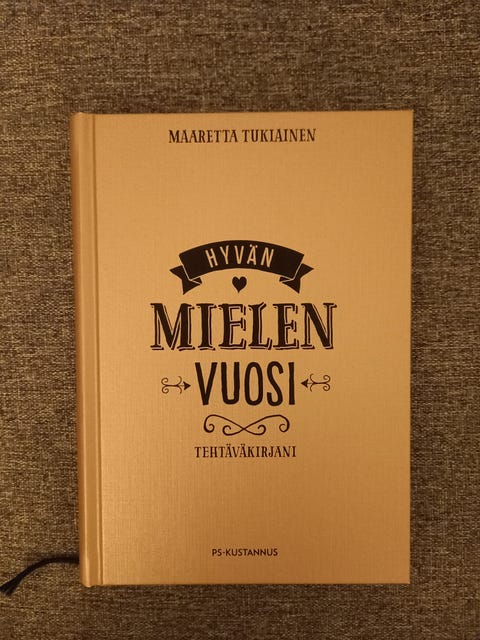 MAARETTA TUKIAINEN
HYVÄN
MIELEN
VUOSI
TEHTÄVÄKIRJANI
PS-KUSTANNUS